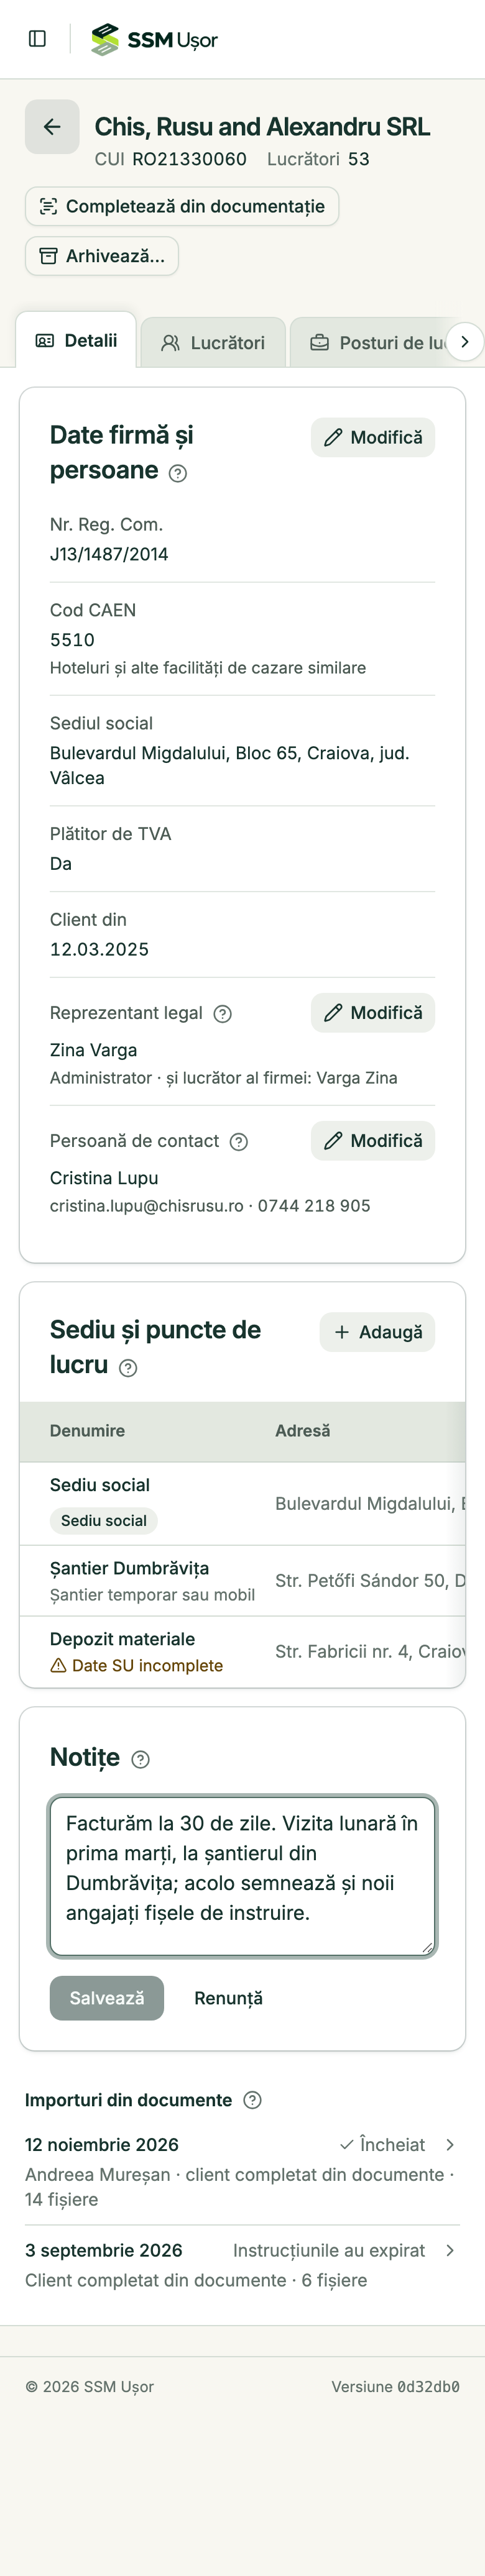 SSM Ușor
Chis, Rusu and Alexandru SRL
CUI RO21330060 Lucrători 53
Completează din documentație
Arhivează...
Detalii
Lucrători
Posturi de lu
Date firmă și
persoane
Modifică
Nr. Reg. Com.
J13/1487/2014
Cod CAEN
5510
Hoteluri și alte facilități de cazare similare
Sediul social
Bulevardul Migdalului, Bloc 65, Craiova, jud.
Vâlcea
Plătitor de TVA
Da
Client din
12.03.2025
Reprezentant legal
Modifică
Zina Varga
Administrator · și lucrător al firmei: Varga Zina
Persoană de contact
Modifică
Cristina Lupu
cristina.lupu@chisrusu.ro · 0744 218 905
Sediu și puncte de
lucru
Adaugă
Denumire Adresă
Sediu social
Sediu social
Bulevardul Migdalului,
Șantier Dumbrăvița
Șantier temporar sau mobil
Str. Petőfi Sándor 50, D
Depozit materiale
Date SU incomplete
Str. Fabricii nr. 4, Craiov
Notițe
Facturăm la 30 de zile. Vizita lunară în
prima marți, la șantierul din
Dumbrăvița; acolo semnează și noii
angajați fișele de instruire.
Salvează
Renunță
Importuri din documente
12 noiembrie 2026 Încheiat
Andreea Mureșan · client completat din documente ·
14 fișiere
3 septembrie 2026 Instrucțiunile au expirat
Client completat din documente · 6 fișiere
© 2026 SSM Ușor Versiune 0d32db0